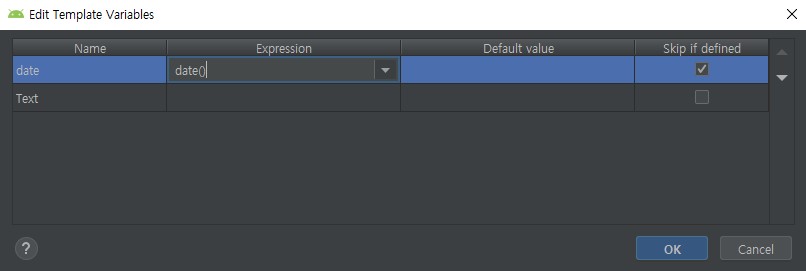 Edit Template Variables
Name Expression Default value Skip if defined
date date()
Text
? OK Cancel